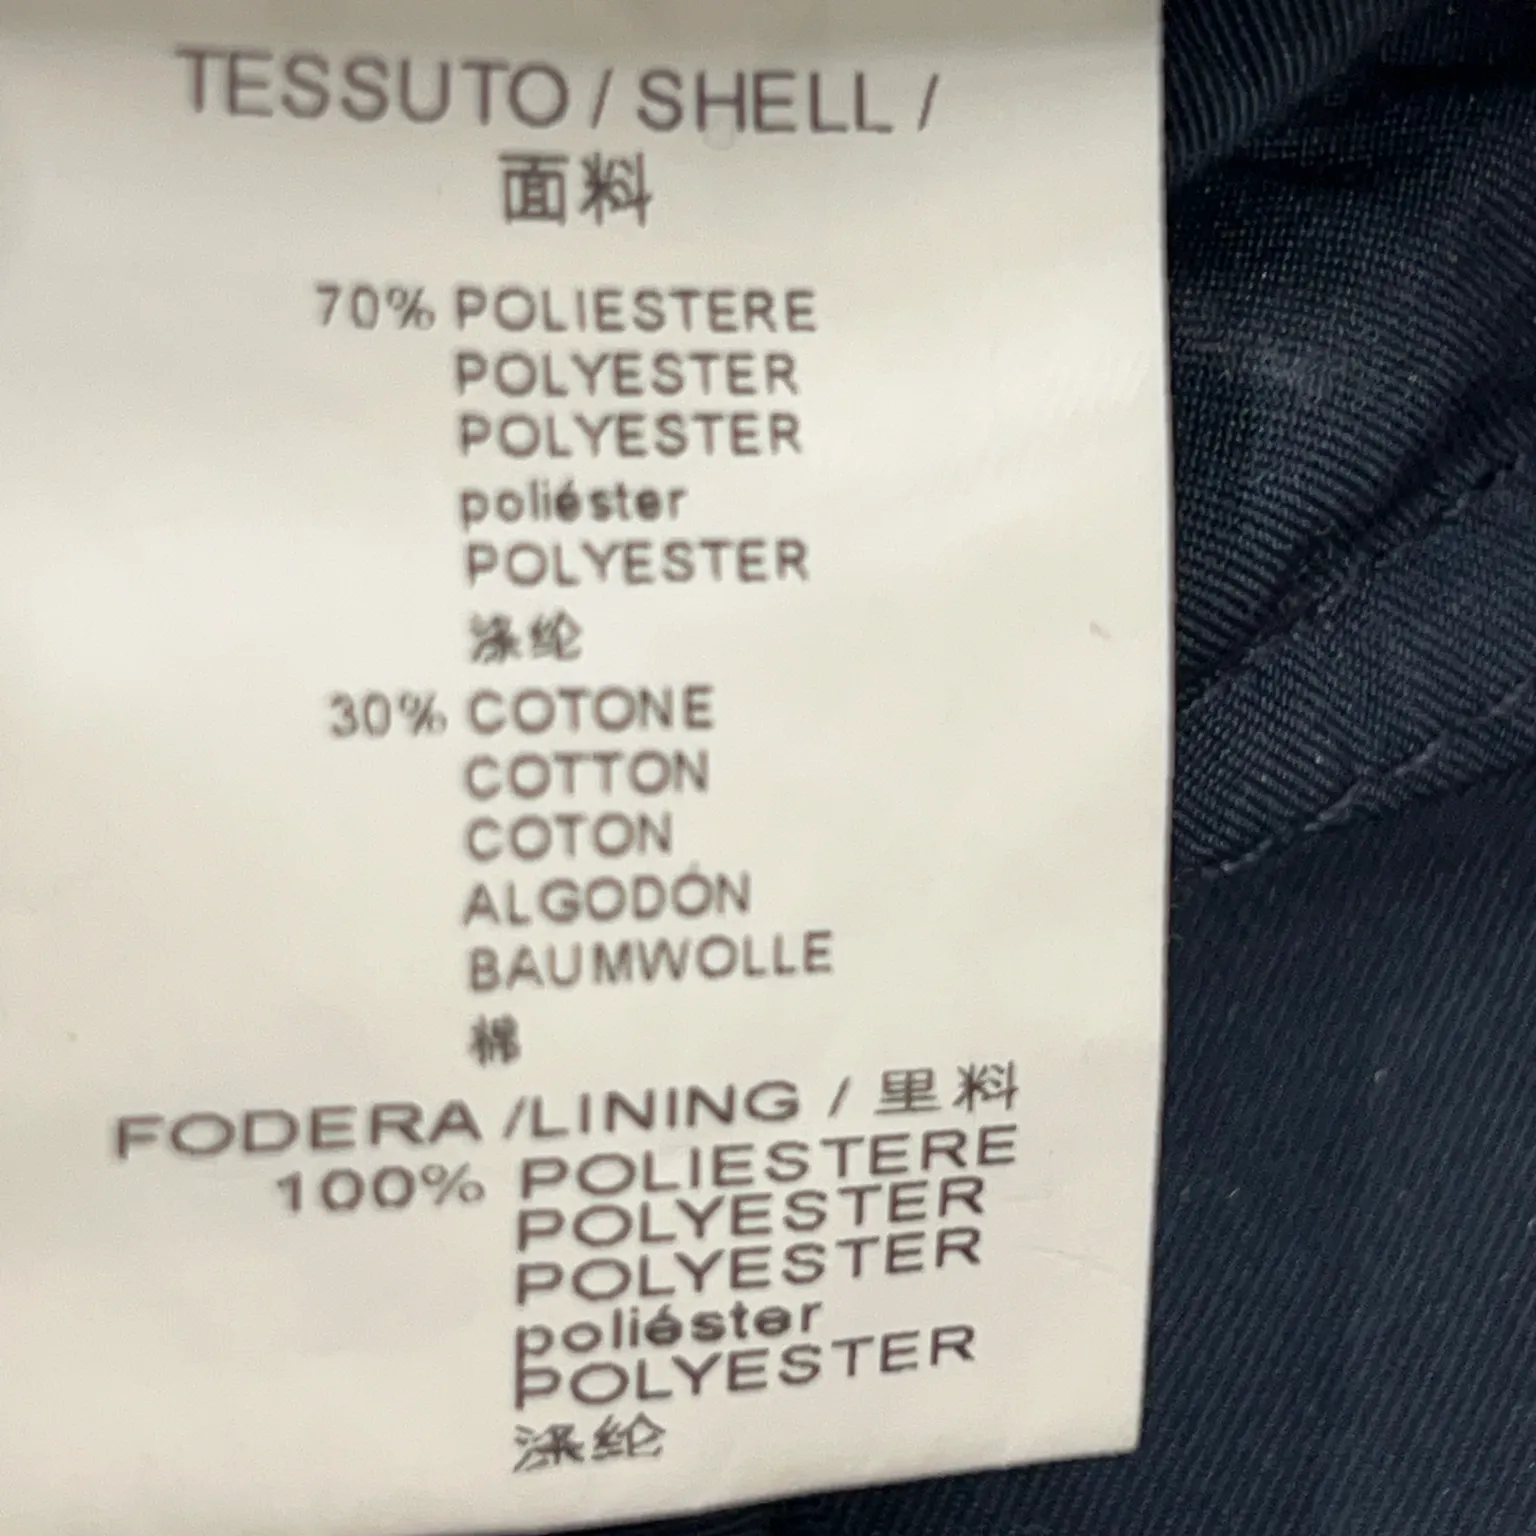 TESSUTO / SHELL /
面料
70% POLIESTERE
POLYESTER
POLYESTER
poliéster
POLYESTER
涤纶
30% COTONE
COTTON
COTON
ALGODÓN
BAUMWOLLE
棉
FODERA /LINING / 里料
100% POLIESTERE
POLYESTER
POLYESTER
poliéster
POLYESTER
涤纶